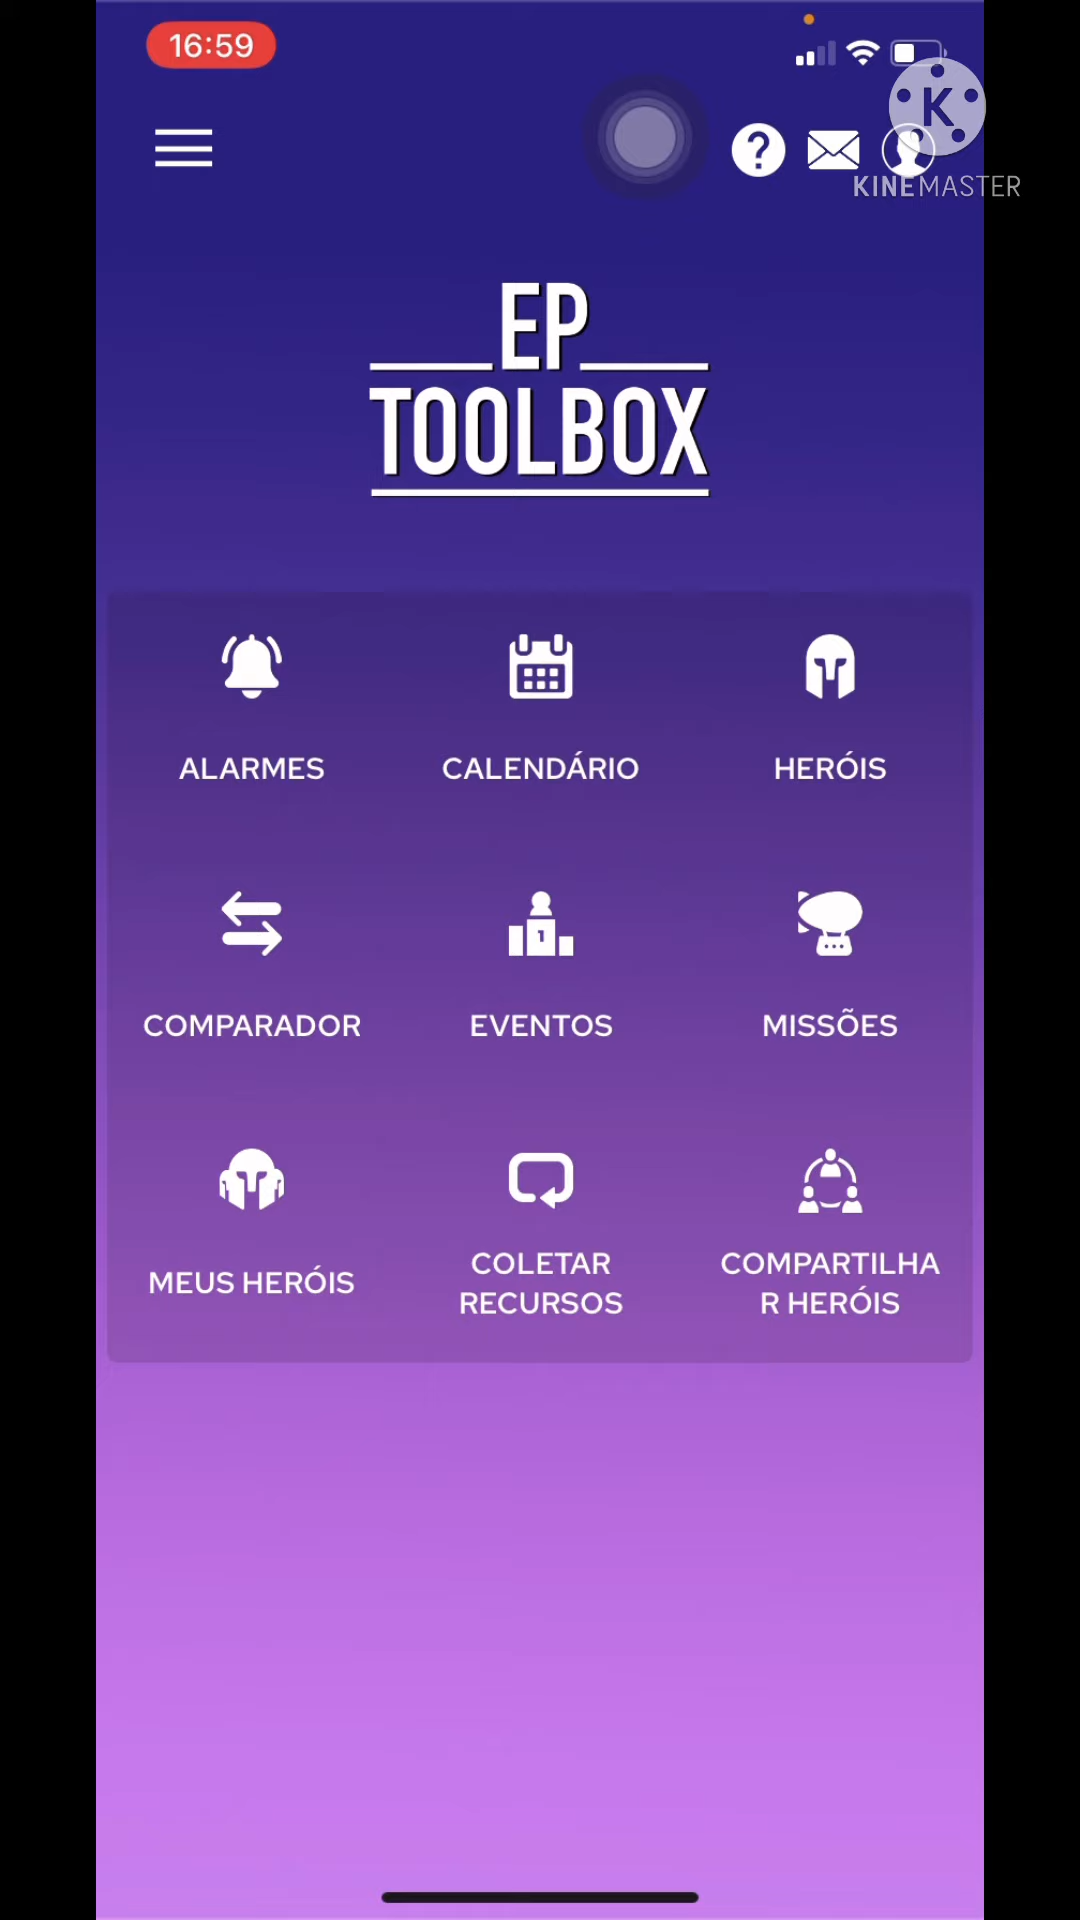 16:59
K
KINEMASTER
EP
TOOLBOX
ALARMES
CALENDÁRIO
HERÓIS
COMPARADOR
EVENTOS
MISSÕES
MEUS HERÓIS
COLETAR
RECURSOS
COMPARTILHA
R HERÓIS